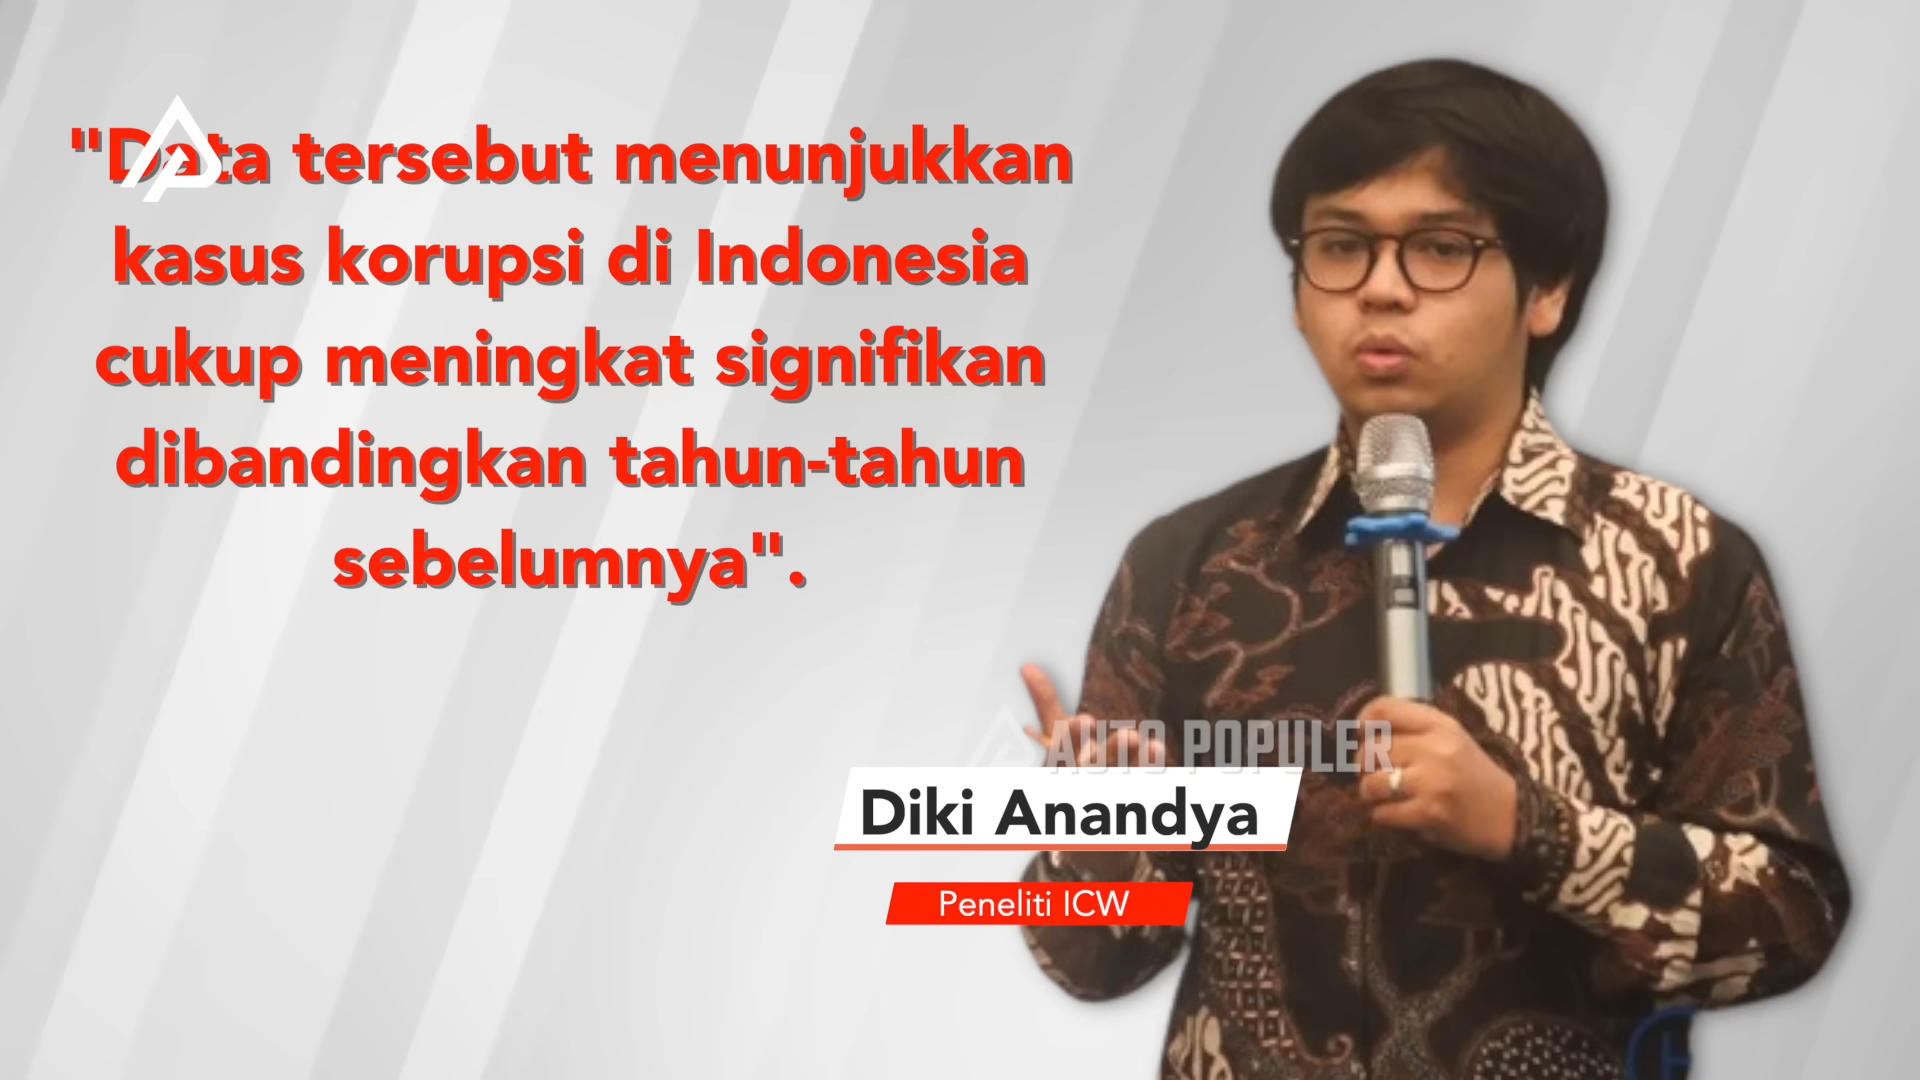 "Data tersebut menunjukkan
kasus korupsi di Indonesia
cukup meningkat signifikan
dibandingkan tahun-tahun
sebelumnya".
AUTO POPULER
Diki Anandya
Peneliti ICW